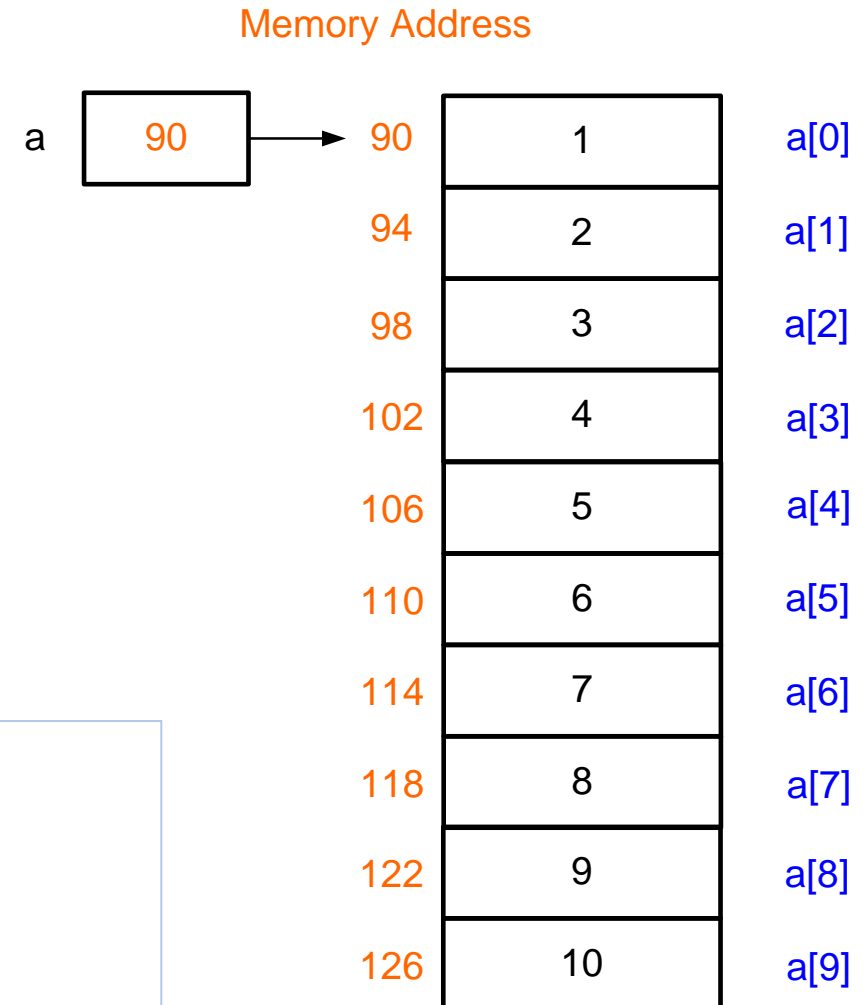 Memory Address
a 90 90 1 a[0]
94 2 a[1]
98 3 a[2]
102 4 a[3]
106 5 a[4]
110 6 a[5]
114 7 a[6]
118 8 a[7]
122 9 a[8]
126 10 a[9]